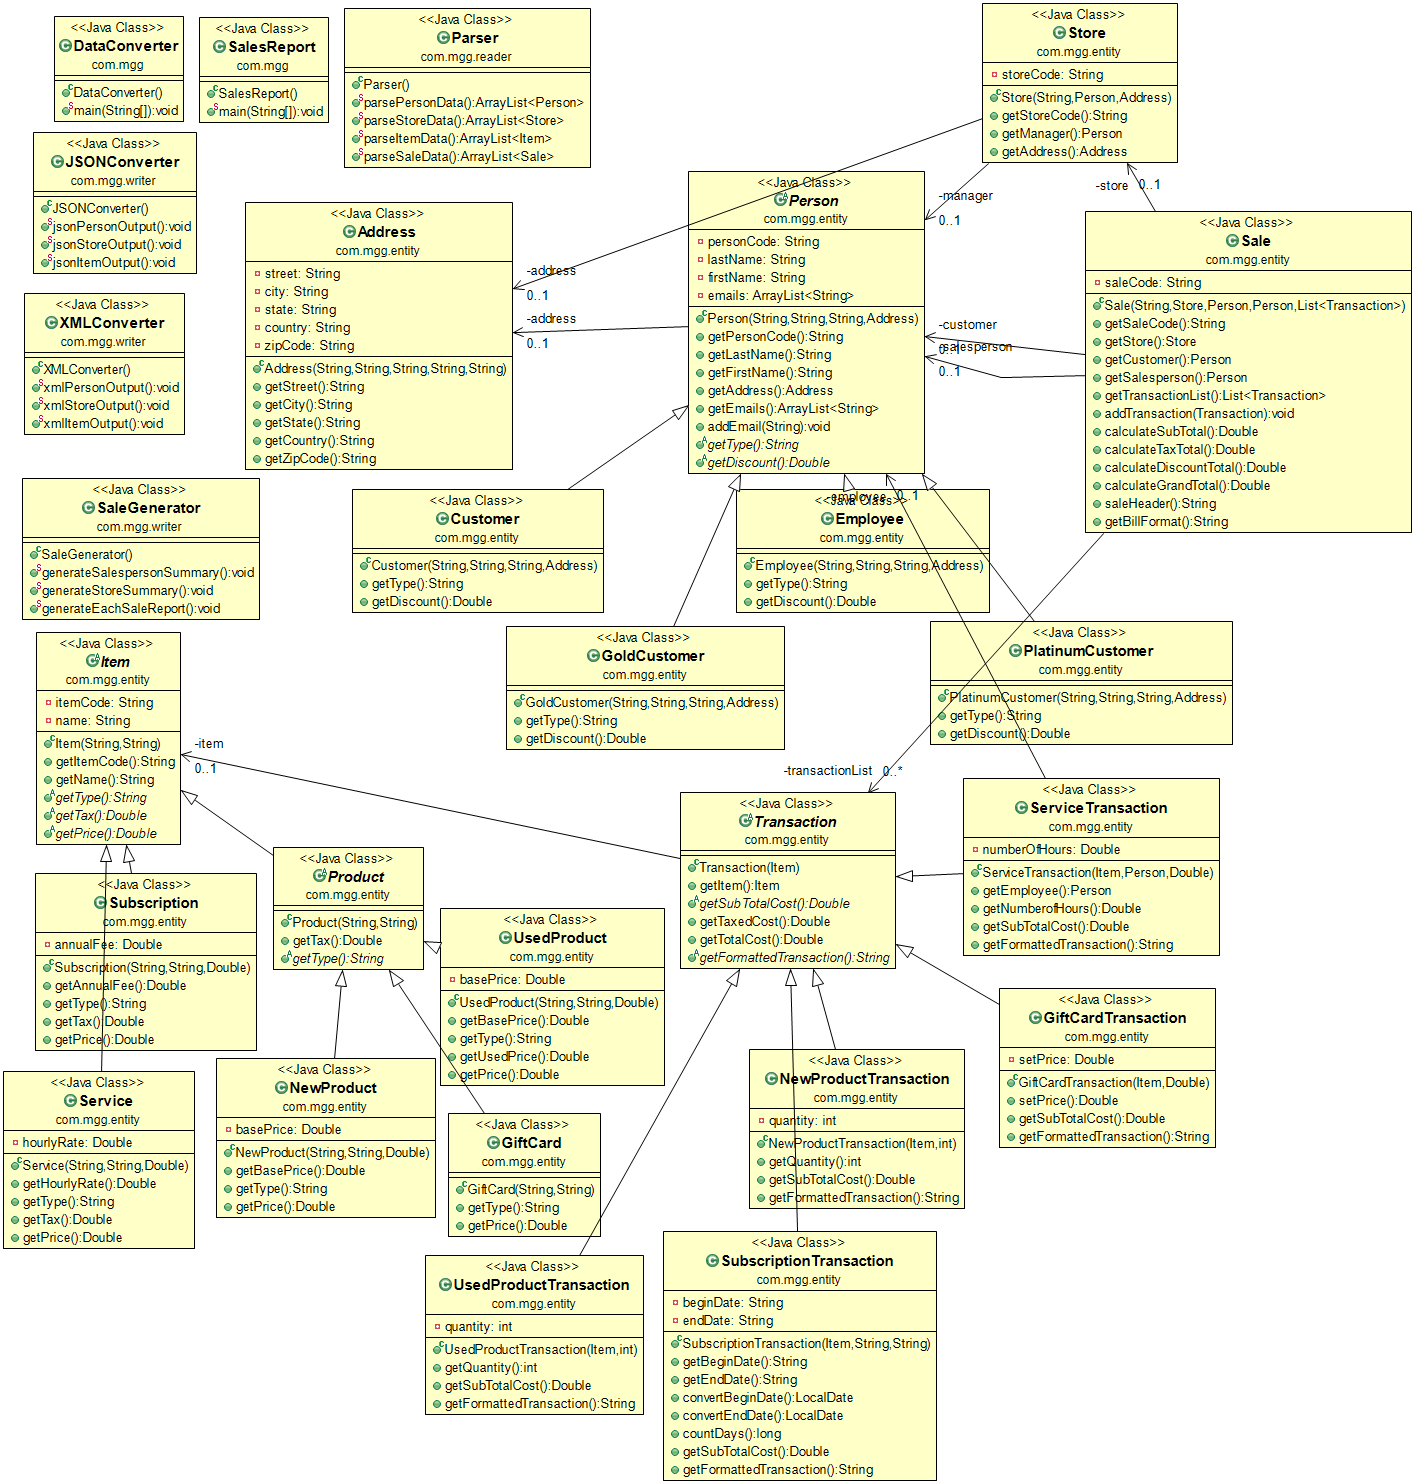 <<Java Class>>
DataConverter
com.mgg
DataConverter()
main(String[]):void
<<Java Class>>
SalesReport
com.mgg
SalesReport()
main(String[]):void
<<Java Class>>
Parser
com.mgg.reader
Parser()
parsePersonData():ArrayList<Person>
parseStoreData():ArrayList<Store>
parseItemData():ArrayList<Item>
parseSaleData():ArrayList<Sale>
<<Java Class>>
Store
com.mgg.entity
storeCode: String
Store(String,Person,Address)
getStoreCode():String
getManager():Person
getAddress():Address
<<Java Class>>
JSONConverter
com.mgg.writer
JSONConverter()
jsonPersonOutput():void
jsonStoreOutput():void
jsonItemOutput():void
<<Java Class>>
Address
com.mgg.entity
street: String
city: String
state: String
country: String
zipCode: String
Address(String,String,String,String,String)
getStreet():String
getCity():String
getState():String
getCountry():String
getZipCode():String
-address
0..1
-address
0..1
<<Java Class>>
Person
com.mgg.entity
personCode: String
lastName: String
firstName: String
emails: ArrayList<String>
Person(String,String,String,Address)
getPersonCode():String
getLastName():String
getFirstName():String
getAddress():Address
getEmails():ArrayList<String>
addEmail(String):void
getType():String
getDiscount():Double
-manager
0..1
-store 0..1
-customer
0..1
-salesperson
0..1
<<Java Class>>
Sale
com.mgg.entity
saleCode: String
Sale(String,Store,Person,Person,List<Transaction>)
getSaleCode():String
getStore():Store
getCustomer():Person
getSalesperson():Person
getTransactionList():List<Transaction>
addTransaction(Transaction):void
calculateSubTotal():Double
calculateTaxTotal():Double
calculateDiscountTotal():Double
calculateGrandTotal():Double
saleHeader():String
getBillFormat():String
<<Java Class>>
XMLConverter
com.mgg.writer
XMLConverter()
xmlPersonOutput():void
xmlStoreOutput():void
xmlItemOutput():void
<<Java Class>>
SaleGenerator
com.mgg.writer
SaleGenerator()
generateSalespersonSummary():void
generateStoreSummary():void
generateEachSaleReport():void
<<Java Class>>
Customer
com.mgg.entity
Customer(String,String,String,Address)
getType():String
getDiscount():Double
-employee 0..1
<<Java Class>>
Employee
com.mgg.entity
Employee(String,String,String,Address)
getType():String
getDiscount():Double
<<Java Class>>
GoldCustomer
com.mgg.entity
GoldCustomer(String,String,String,Address)
getType():String
getDiscount():Double
<<Java Class>>
PlatinumCustomer
com.mgg.entity
PlatinumCustomer(String,String,String,Address)
getType():String
getDiscount():Double
<<Java Class>>
Item
com.mgg.entity
itemCode: String
name: String
Item(String,String)
getItemCode():String
getName():String
getType():String
getTax():Double
getPrice():Double
-item
0..1
-transactionList 0..*
<<Java Class>>
Transaction
com.mgg.entity
Transaction(Item)
getItem():Item
getSubTotalCost():Double
getTaxedCost():Double
getTotalCost():Double
getFormattedTransaction():String
<<Java Class>>
ServiceTransaction
com.mgg.entity
numberOfHours: Double
ServiceTransaction(Item,Person,Double)
getEmployee():Person
getNumberofHours():Double
getSubTotalCost():Double
getFormattedTransaction():String
<<Java Class>>
Subscription
com.mgg.entity
annualFee: Double
Subscription(String,String,Double)
getAnnualFee():Double
getType():String
getTax():Double
getPrice():Double
<<Java Class>>
Product
com.mgg.entity
Product(String,String)
getTax():Double
getType():String
<<Java Class>>
UsedProduct
com.mgg.entity
basePrice: Double
UsedProduct(String,String,Double)
getBasePrice():Double
getType():String
getUsedPrice():Double
getPrice():Double
<<Java Class>>
GiftCardTransaction
com.mgg.entity
setPrice: Double
GiftCardTransaction(Item,Double)
setPrice():Double
getSubTotalCost():Double
getFormattedTransaction():String
<<Java Class>>
Service
com.mgg.entity
hourlyRate: Double
Service(String,String,Double)
getHourlyRate():Double
getType():String
getTax():Double
getPrice():Double
<<Java Class>>
NewProduct
com.mgg.entity
basePrice: Double
NewProduct(String,String,Double)
getBasePrice():Double
getType():String
getPrice():Double
<<Java Class>>
GiftCard
com.mgg.entity
GiftCard(String,String)
getType():String
getPrice():Double
<<Java Class>>
NewProductTransaction
com.mgg.entity
quantity: int
NewProductTransaction(Item,int)
getQuantity():int
getSubTotalCost():Double
getFormattedTransaction():String
<<Java Class>>
UsedProductTransaction
com.mgg.entity
quantity: int
UsedProductTransaction(Item,int)
getQuantity():int
getSubTotalCost():Double
getFormattedTransaction():String
<<Java Class>>
SubscriptionTransaction
com.mgg.entity
beginDate: String
endDate: String
SubscriptionTransaction(Item,String,String)
getBeginDate():String
getEndDate():String
convertBeginDate():LocalDate
convertEndDate():LocalDate
countDays():long
getSubTotalCost():Double
getFormattedTransaction():String